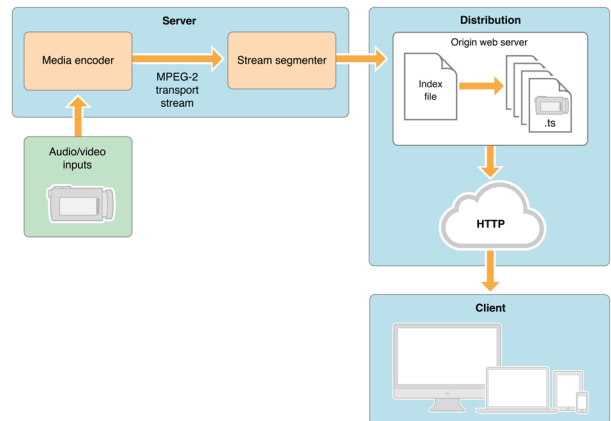 Server
Media encoder
MPEG-2
transport
stream
Stream segmenter
Audio/video
inputs
Distribution
Origin web server
Index
file
.ts
HTTP
Client